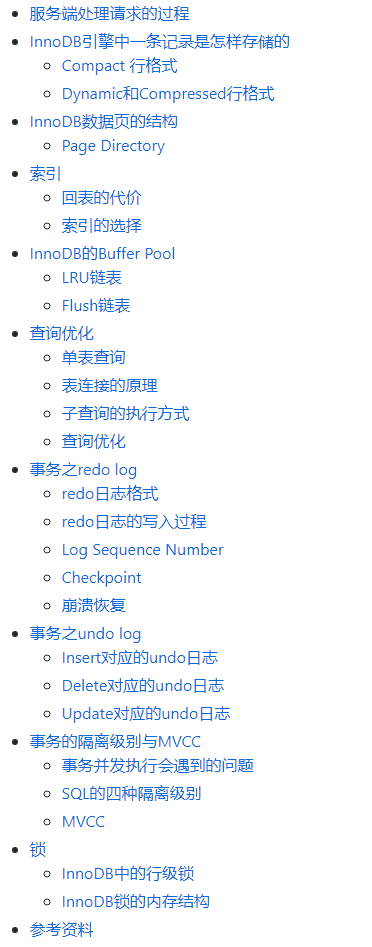 服务端处理请求的过程
InnoDB引擎中一条记录是怎样存储的
Compact 行格式
Dynamic和Compressed行格式
InnoDB数据页的结构
Page Directory
索引
回表的代价
索引的选择
InnoDB的Buffer Pool
LRU链表
Flush链表
查询优化
单表查询
表连接的原理
子查询的执行方式
查询优化
事务之redo log
redo日志格式
redo日志的写入过程
Log Sequence Number
Checkpoint
崩溃恢复
事务之undo log
Insert对应的undo日志
Delete对应的undo日志
Update对应的undo日志
事务的隔离级别与MVCC
事务并发执行会遇到的问题
SQL的四种隔离级别
MVCC
锁
InnoDB中的行级锁
InnoDB锁的内存结构
参考资料